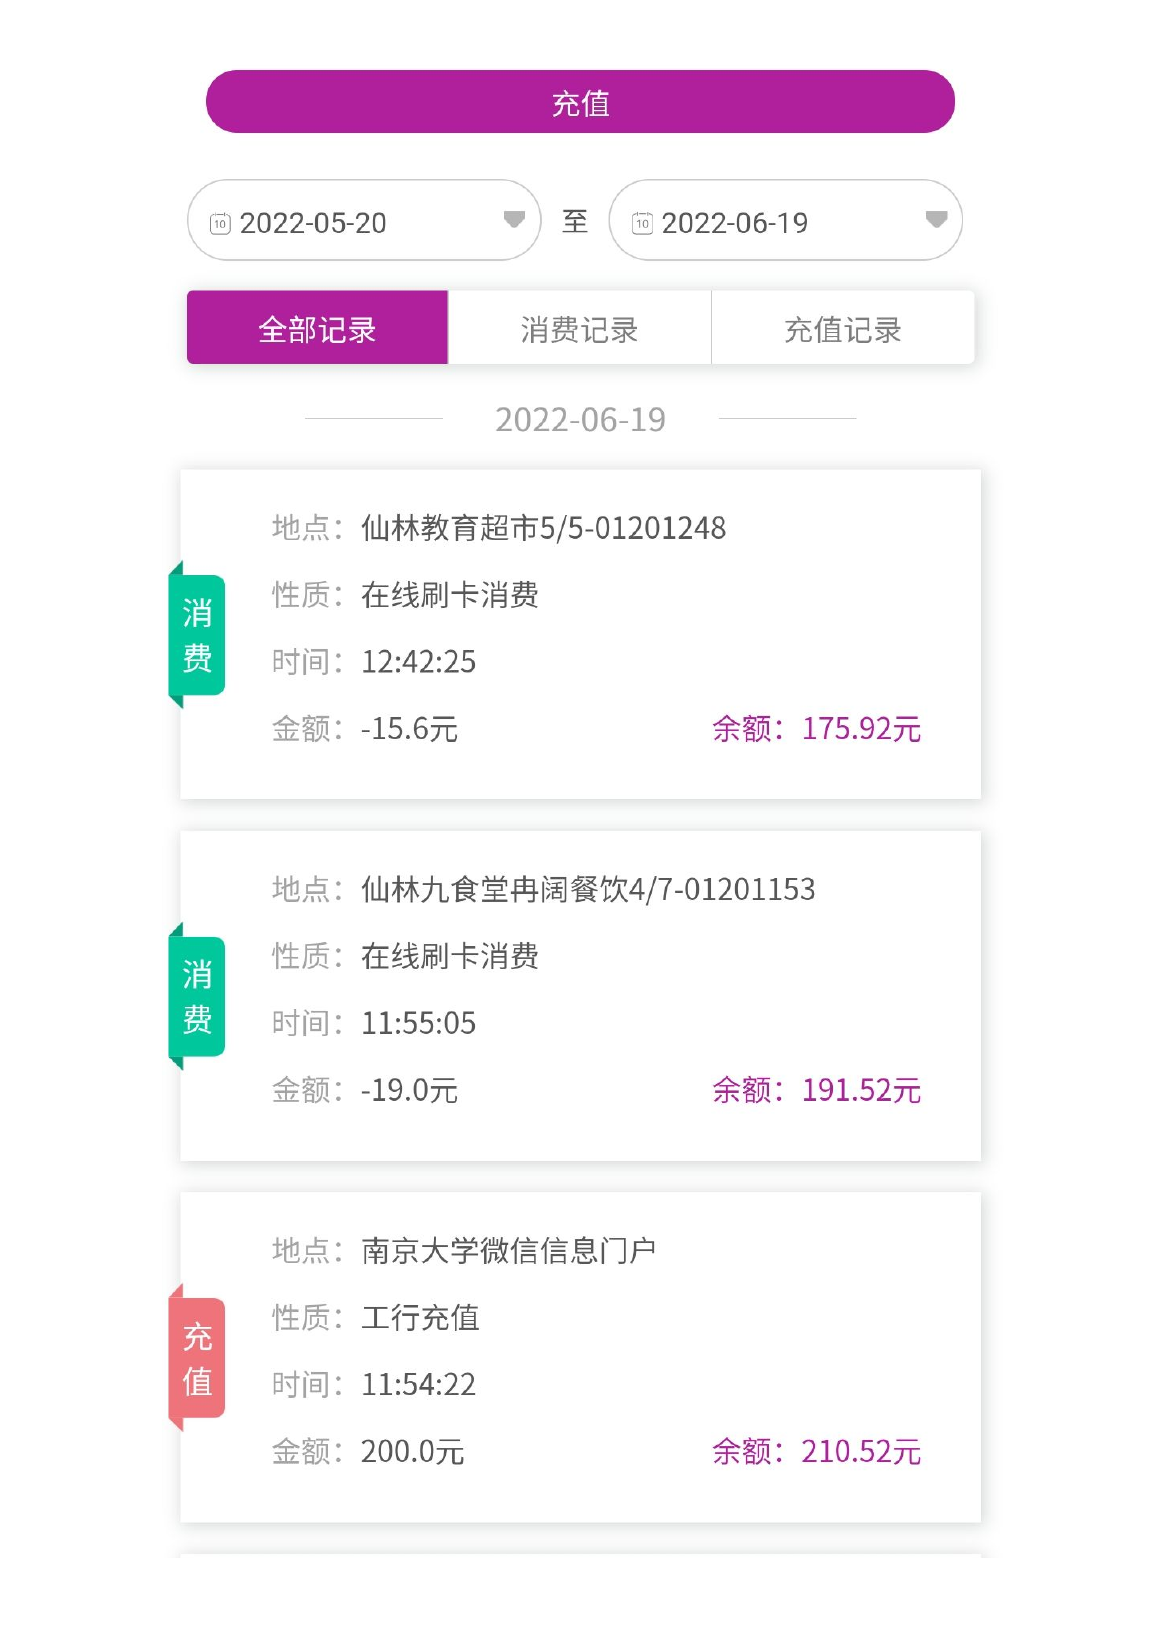 充值
10 2022-05-20 至 10 2022-06-19
全部记录 消费记录 充值记录
2022-06-19
地点：仙林教育超市5/5-01201248
性质：在线刷卡消费
消费
时间：12:42:25
金额：-15.6元 余额：175.92元
地点：仙林九食堂冉阔餐饮4/7-01201153
性质：在线刷卡消费
消费
时间：11:55:05
金额：-19.0元 余额：191.52元
地点：南京大学微信信息门户
性质：工行充值
充值
时间：11:54:22
金额：200.0元 余额：210.52元